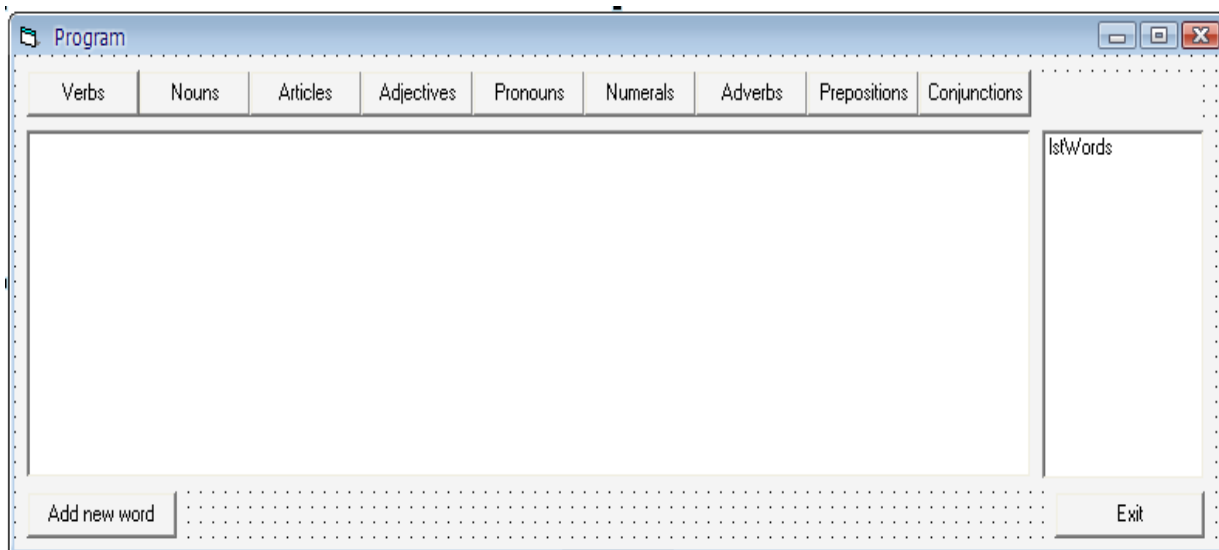 Program
Verbs Nouns Articles Adjectives Pronouns Numerals Adverbs Prepositions Conjunctions
lstWords
Add new word Exit